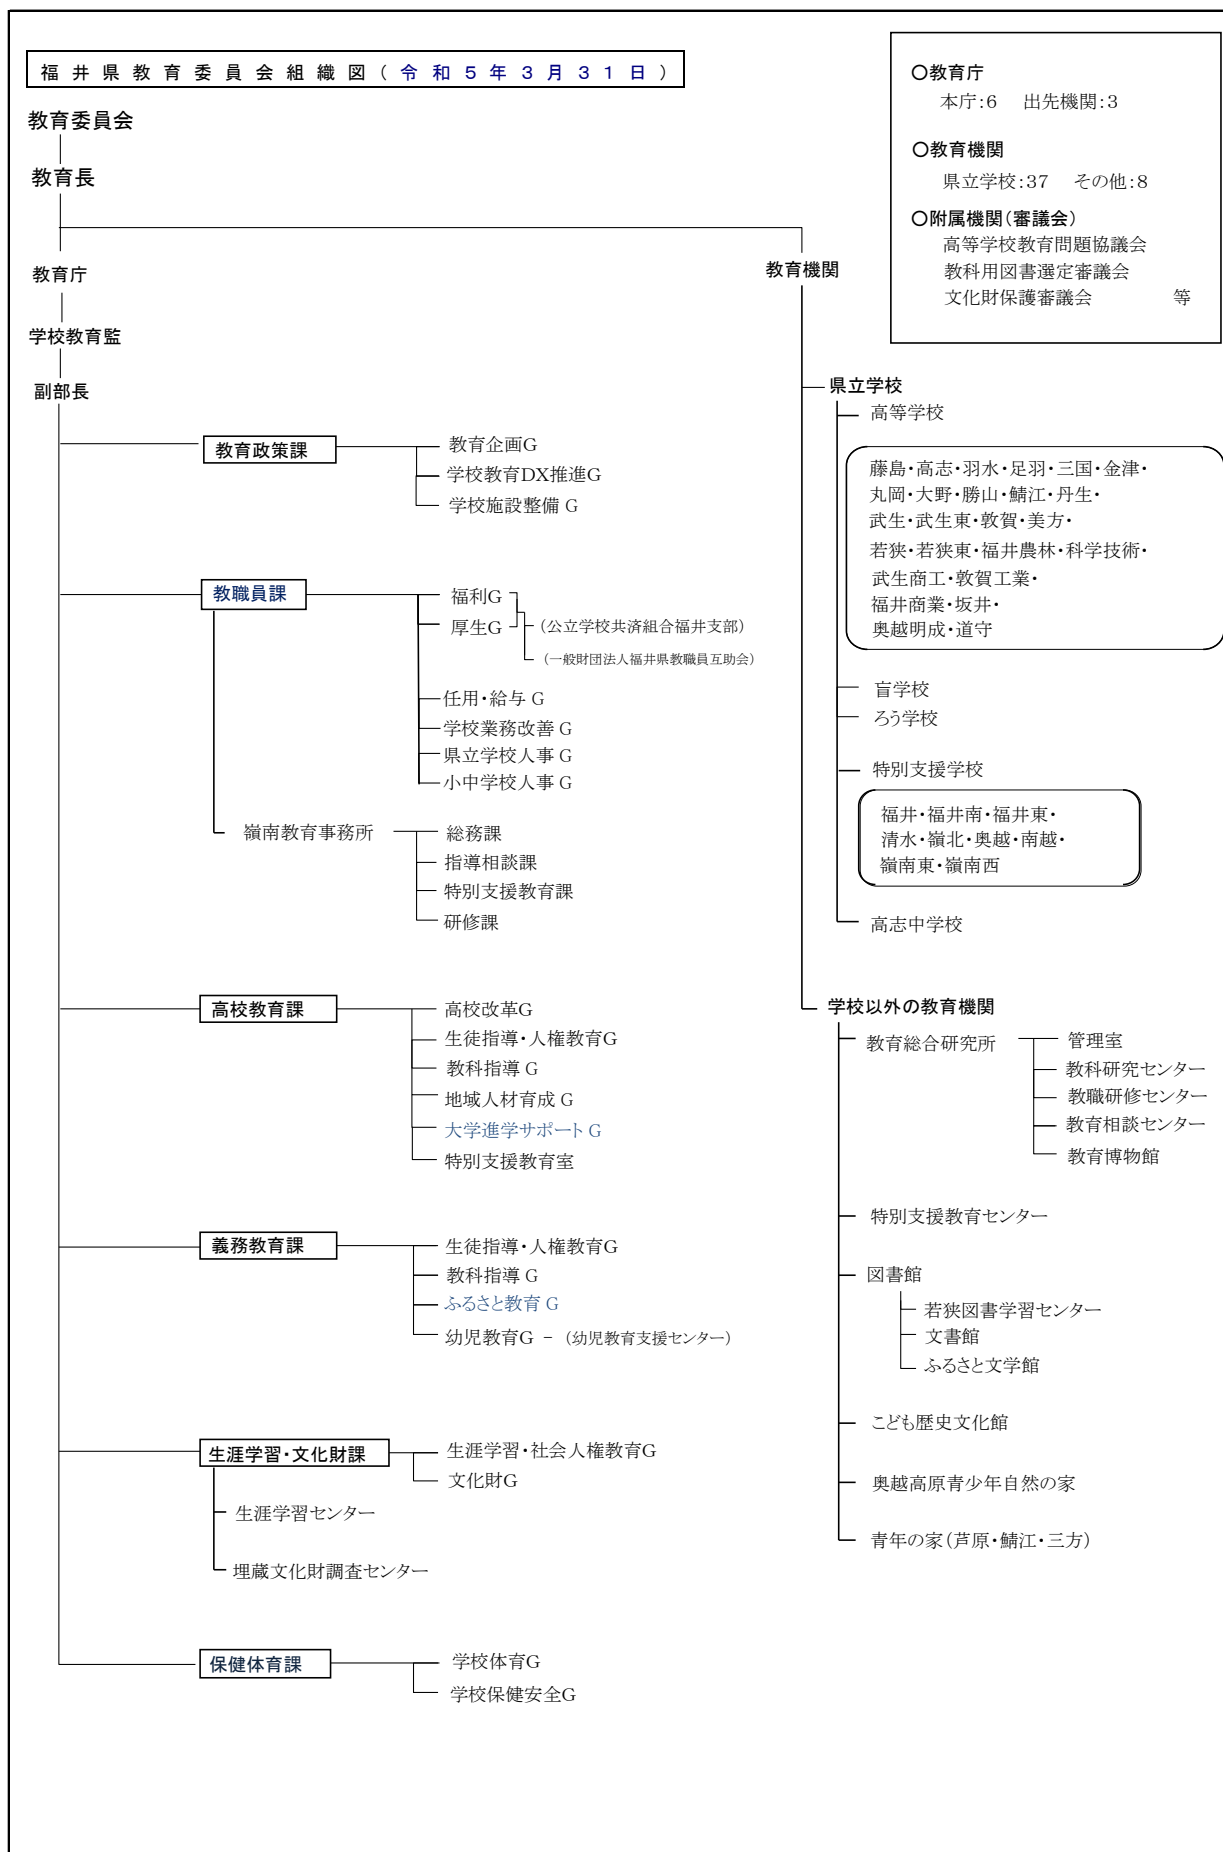 福井県教育委員会組織図(令和5年3月31日)
教育委員会
教育長
教育庁
学校教育監
副部長
教育政策課
教育企画G
学校教育DX推進G
学校施設整備 G
教職員課
福利G
厚生G
(公立学校共済組合福井支部)
(一般財団法人福井県教職員互助会)
任用・給与 G
学校業務改善 G
県立学校人事 G
小中学校人事 G
嶺南教育事務所
総務課
指導相談課
特別支援教育課
研修課
高校教育課
高校改革G
生徒指導・人権教育G
教科指導 G
地域人材育成 G
大学進学サポート G
特別支援教育室
義務教育課
生徒指導・人権教育G
教科指導 G
ふるさと教育 G
幼児教育G － (幼児教育支援センター)
生涯学習・文化財課
生涯学習・社会人権教育G
文化財G
生涯学習センター
埋蔵文化財調査センター
保健体育課
学校体育G
学校保健安全G
○教育庁
本庁:6 出先機関:3
○教育機関
県立学校:37 その他:8
○附属機関(審議会)
高等学校教育問題協議会
教科用図書選定審議会
文化財保護審議会 等
教育機関
県立学校
高等学校
藤島・高志・羽水・足羽・三国・金津・
丸岡・大野・勝山・鯖江・丹生・
武生・武生東・敦賀・美方・
若狭・若狭東・福井農林・科学技術・
武生商工・敦賀工業・
福井商業・坂井・
奥越明成・道守
盲学校
ろう学校
特別支援学校
福井・福井南・福井東・
清水・嶺北・奥越・南越・
嶺南東・嶺南西
高志中学校
学校以外の教育機関
教育総合研究所
管理室
教科研究センター
教職研修センター
教育相談センター
教育博物館
特別支援教育センター
図書館
若狭図書学習センター
文書館
ふるさと文学館
こども歴史文化館
奥越高原青少年自然の家
青年の家(芦原・鯖江・三方)